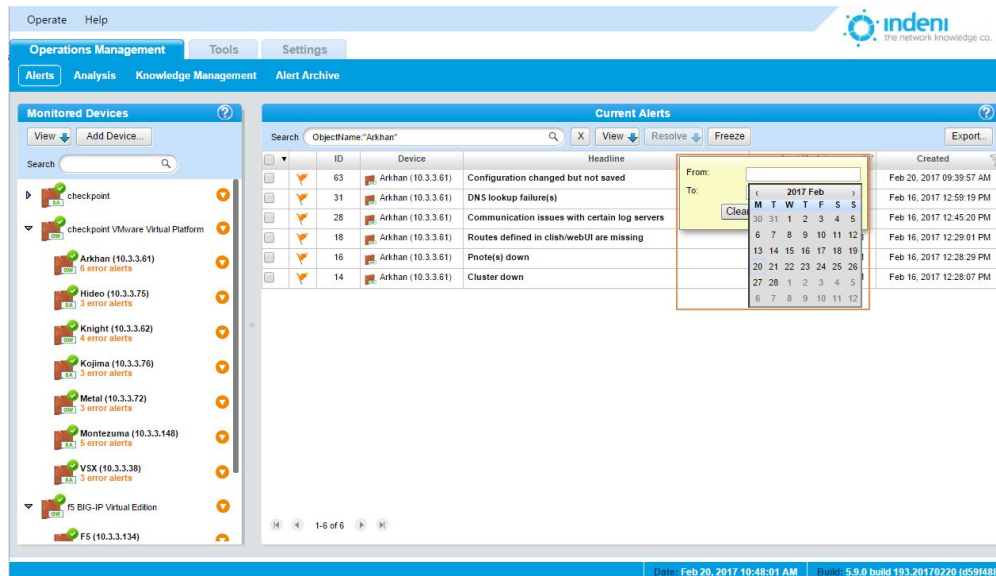 Operate Help
indeni
the network knowledge co.
Operations Management Tools Settings
Alerts Analysis Knowledge Management Alert Archive
Monitored Devices ?
View Add Device...
Search
checkpoint
checkpoint VMware Virtual Platform
OW Arkhan (10.3.3.61)
6 error alerts
EA Hideo (10.3.3.75)
3 error alerts
OW Knight (10.3.3.62)
4 error alerts
EA Kojima (10.3.3.76)
3 error alerts
OW Metal (10.3.3.72)
3 error alerts
EA Montezuma (10.3.3.148)
5 error alerts
EA VSX (10.3.3.38)
3 error alerts
OW f5 BIG-IP Virtual Edition
F5 (10.3.3.134)
Current Alerts ?
Search ObjectName:"Arkhan" X View Resolve Freeze Export...
ID Device Headline Created
63 Arkhan (10.3.3.61) Configuration changed but not saved Feb 20, 2017 09:39:57 AM
31 Arkhan (10.3.3.61) DNS lookup failure(s) Feb 16, 2017 12:59:19 PM
28 Arkhan (10.3.3.61) Communication issues with certain log servers Feb 16, 2017 12:45:20 PM
18 Arkhan (10.3.3.61) Routes defined in clish/webUI are missing Feb 16, 2017 12:29:01 PM
16 Arkhan (10.3.3.61) Pnote(s) down Feb 16, 2017 12:28:29 PM
14 Arkhan (10.3.3.61) Cluster down Feb 16, 2017 12:28:07 PM
From:
To:
‹ 2017 Feb ›
M T W T F S S
30 31 1 2 3 4 5
6 7 8 9 10 11 12
13 14 15 16 17 18 19
20 21 22 23 24 25 26
27 28 1 2 3 4 5
6 7 8 9 10 11 12
1-6 of 6
Date: Feb 20, 2017 10:48:01 AM Build: 5.9.0 build 193.20170220 (d59f488